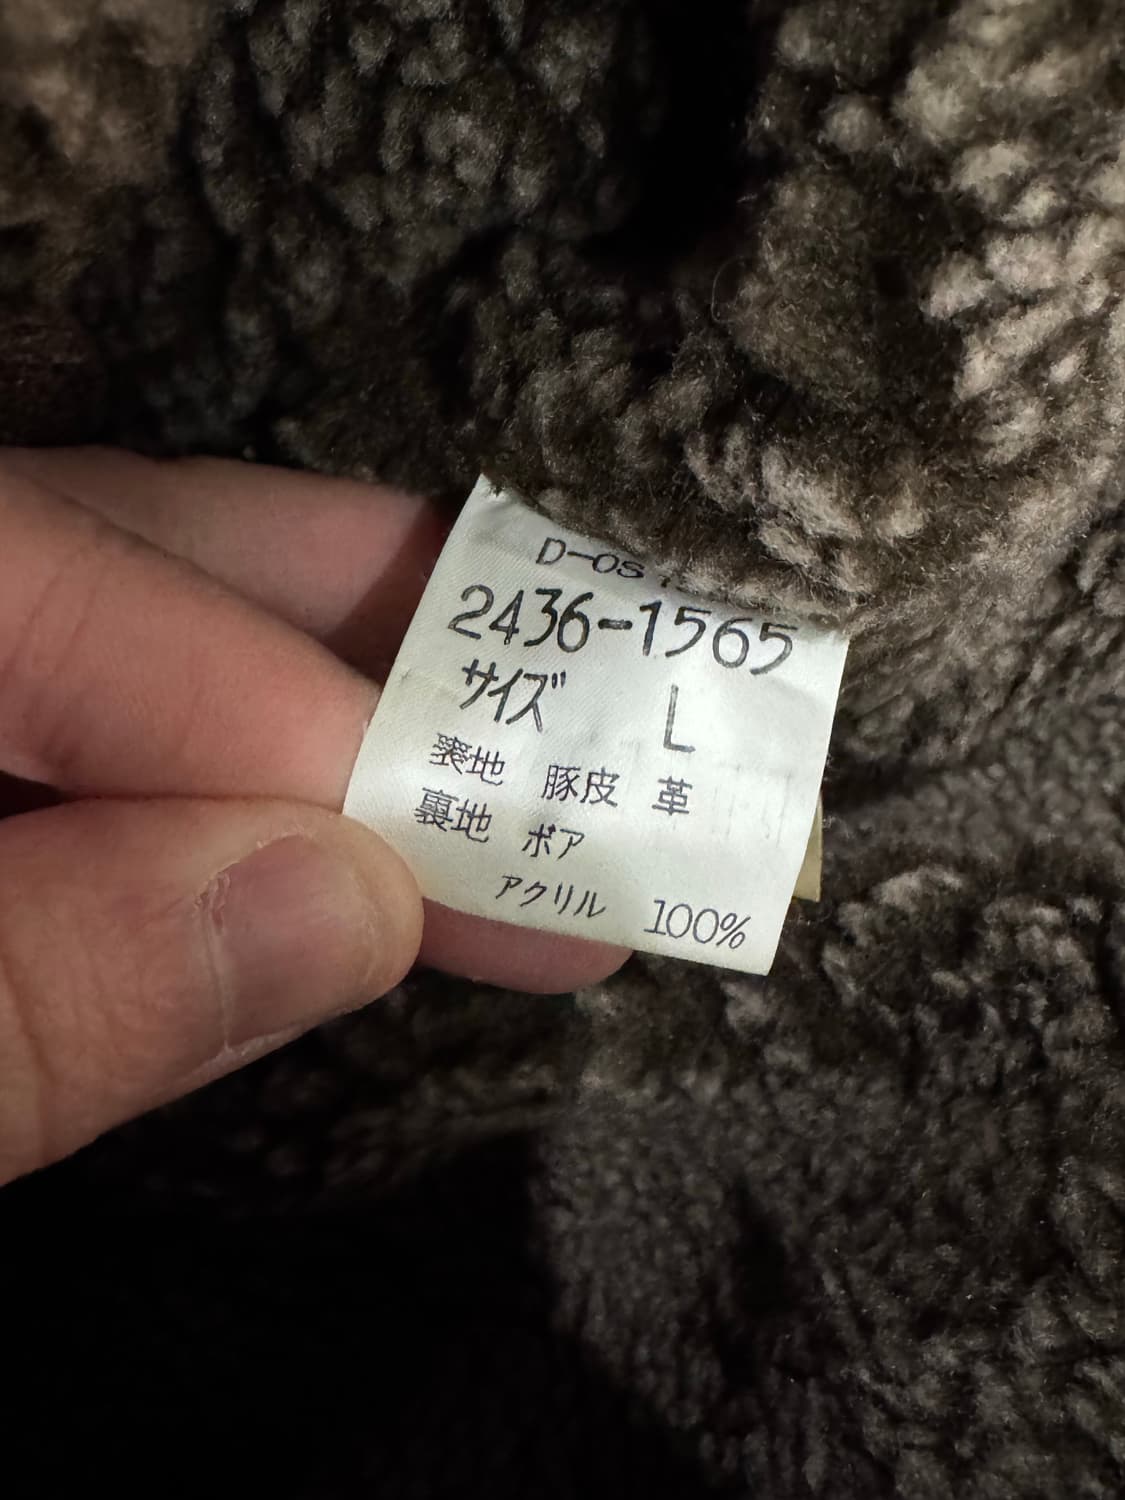 D-OS
2436-1565
サイズ L
表地 豚皮 革
裏地 ボア
アクリル 100%